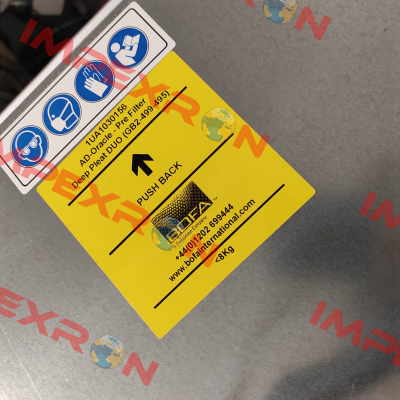 1UA1030156
AD-Oracle - Pre Filter
Deep Pleat DUO (GB2-499,495)
PUSH BACK
BOFA™
+44(0)1202 699444
www.bofainternational.com
<8Kg
IMPEXRON
IMPEXRON
IMPEXRON
IMPEXRON